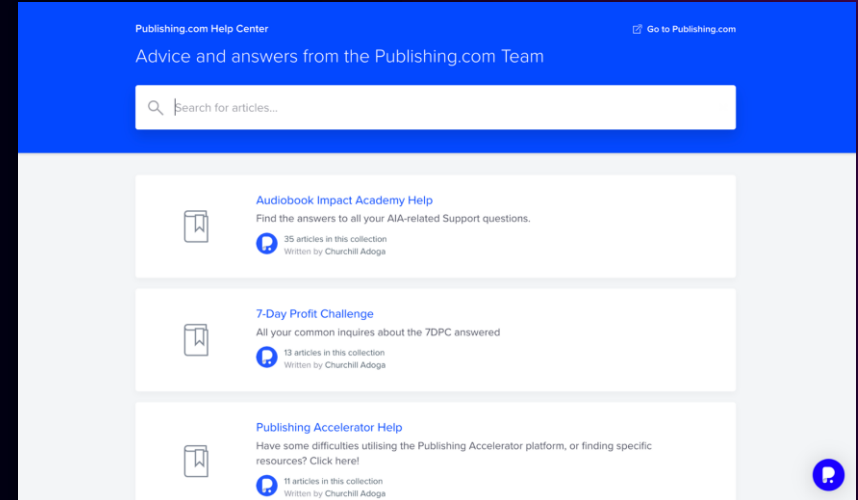 Publishing.com Help Center
Go to Publishing.com
Advice and answers from the Publishing.com Team
Search for articles...
Audiobook Impact Academy Help
Find the answers to all your AIA-related Support questions.
35 articles in this collection
Written by Churchill Adoga
7-Day Profit Challenge
All your common inquires about the 7DPC answered
13 articles in this collection
Written by Churchill Adoga
Publishing Accelerator Help
Have some difficulties utilising the Publishing Accelerator platform, or finding specific
resources? Click here!
11 articles in this collection
Written by Churchill Adoga